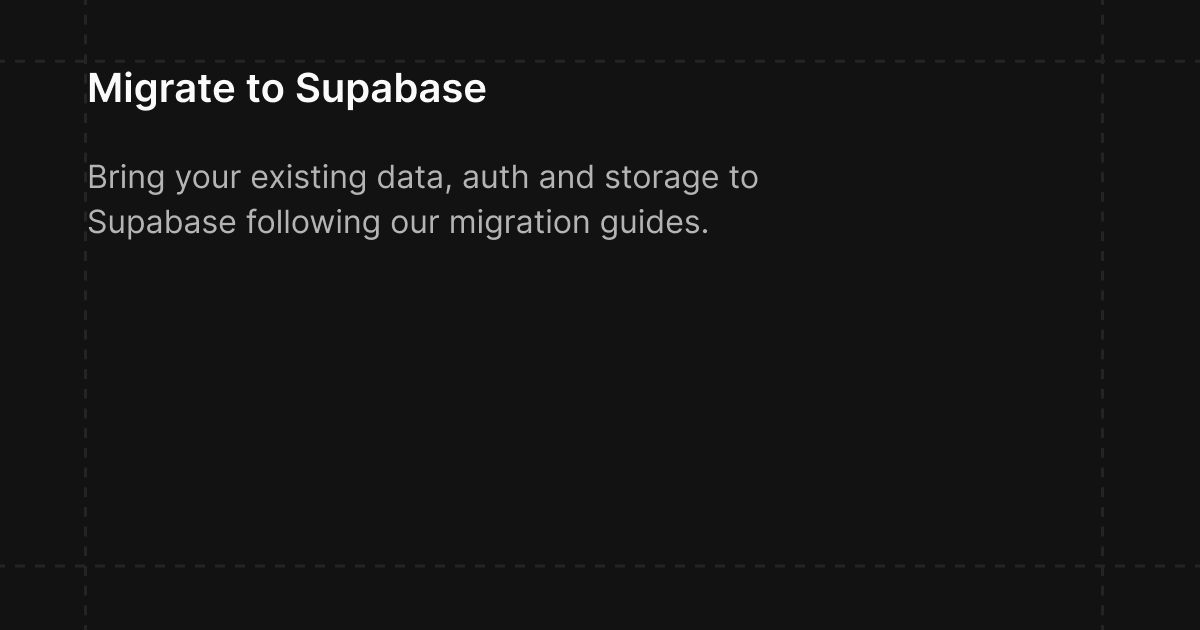 Migrate to Supabase
Bring your existing data, auth and storage to
Supabase following our migration guides.